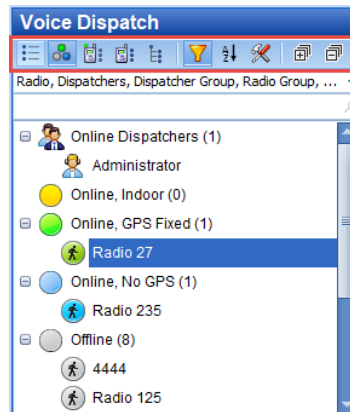 Voice Dispatch
Radio, Dispatchers, Dispatcher Group, Radio Group, ...
Online Dispatchers (1)
Administrator
Online, Indoor (0)
Online, GPS Fixed (1)
Radio 27
Online, No GPS (1)
Radio 235
Offline (8)
4444
Radio 125